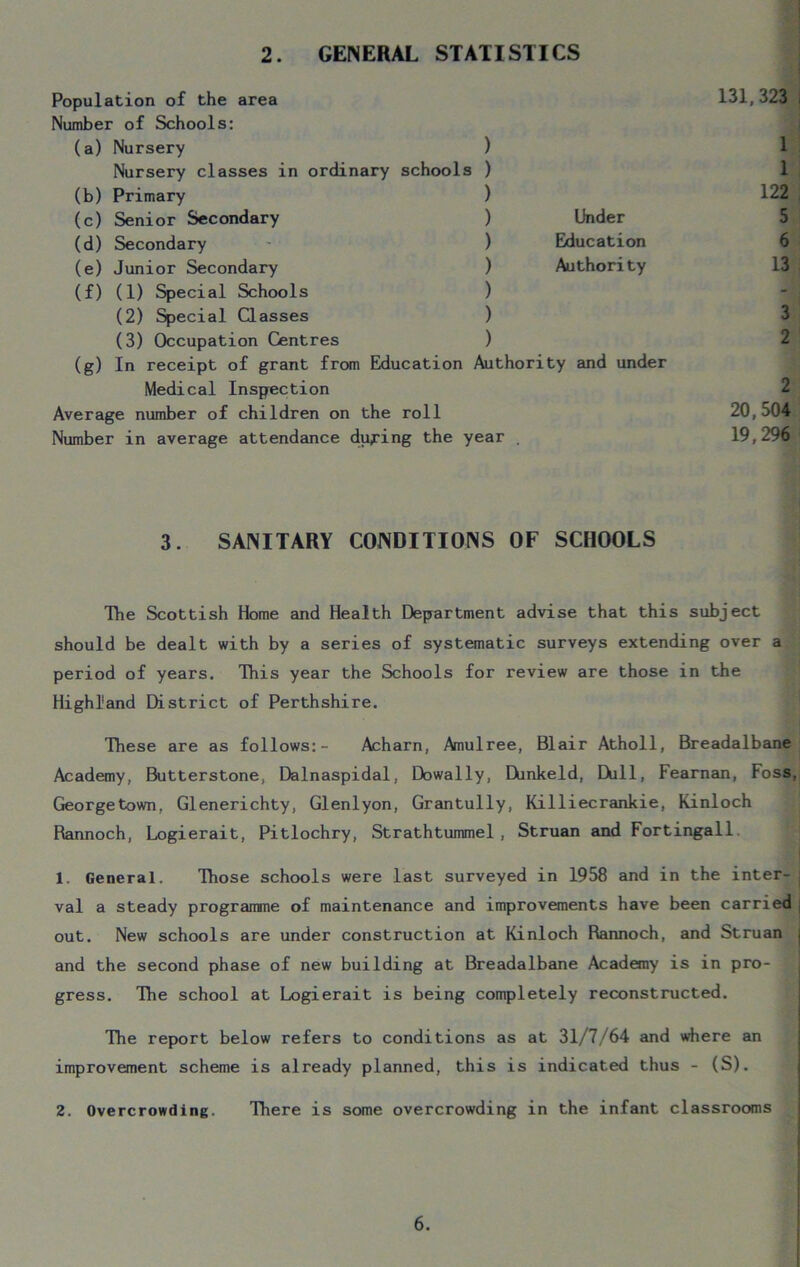 2. GENERAL STATISTICS
Population of the area 131,323
Number of Schools:
(a) Nursery ) 1
Nursery classes in ordinary schools ) 1
(b) Primary ) 122
(c) Senior Secondary ) Under 5
(d) Secondary - ) Education 6
(e) Junior Secondary ) Authority 13
(f) (1) Special Schools ) -
(2) Special Classes ) 3
(3) Occupation Centres ) 2
(g) In receipt of grant from Education Authority and under
Medical Inspection 2
Average number of children on the roll 20,504
Number in average attendance during the year . 19,296
3. SANITARY CONDITIONS OF SCHOOLS
The Scottish Home and Health Department advise that this subject
should be dealt with by a series of systematic surveys extending over a
period of years. This year the Schools for review are those in the
Highland District of Perthshire.
These are as follows:- Acharn, Amulree, Blair Atholl, Breadalbane
Academy, Butterstone, Dalnaspidal, Dowally, Dunkeld, Dull, Fearnan, Foss,
Georgetown, Glenerichty, Glenlyon, Grantully, Killiecrankie, Kinloch
Rannoch, Logierait, Pitlochry, Strathtummel, Struan and Fortingall.
1. General. Those schools were last surveyed in 1958 and in the inter-
val a steady programme of maintenance and improvements have been carried
out. New schools are under construction at Kinloch Rannoch, and Struan
and the second phase of new building at Breadalbane Academy is in pro-
gress. The school at Logierait is being completely reconstructed.
The report below refers to conditions as at 31/7/64 and where an
improvement scheme is already planned, this is indicated thus - (S).
2. Overcrowding. There is some overcrowding in the infant classrooms
6.